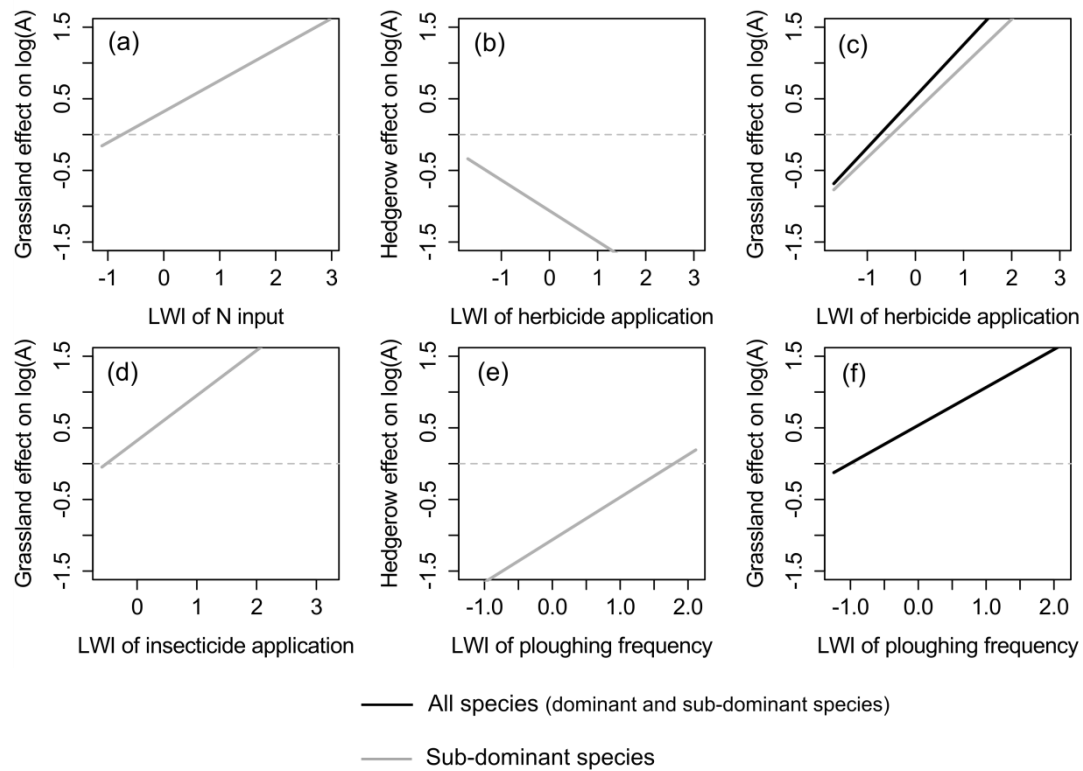 (a)
Grassland effect on log(A)
-1.5 -0.5 0.5 1.5
-1 0 1 2 3
LWI of N input
(b)
Hedgerow effect on log(A)
-1.5 -0.5 0.5 1.5
-1 0 1 2 3
LWI of herbicide application
(c)
Grassland effect on log(A)
-1.5 -0.5 0.5 1.5
-1 0 1 2 3
LWI of herbicide application
(d)
Grassland effect on log(A)
-1.5 -0.5 0.5 1.5
0 1 2 3
LWI of insecticide application
(e)
Hedgerow effect on log(A)
-1.5 -0.5 0.5 1.5
-1.0 0.0 1.0 2.0
LWI of ploughing frequency
(f)
Grassland effect on log(A)
-1.5 -0.5 0.5 1.5
-1.0 0.0 1.0 2.0
LWI of ploughing frequency
All species (dominant and sub-dominant species)
Sub-dominant species